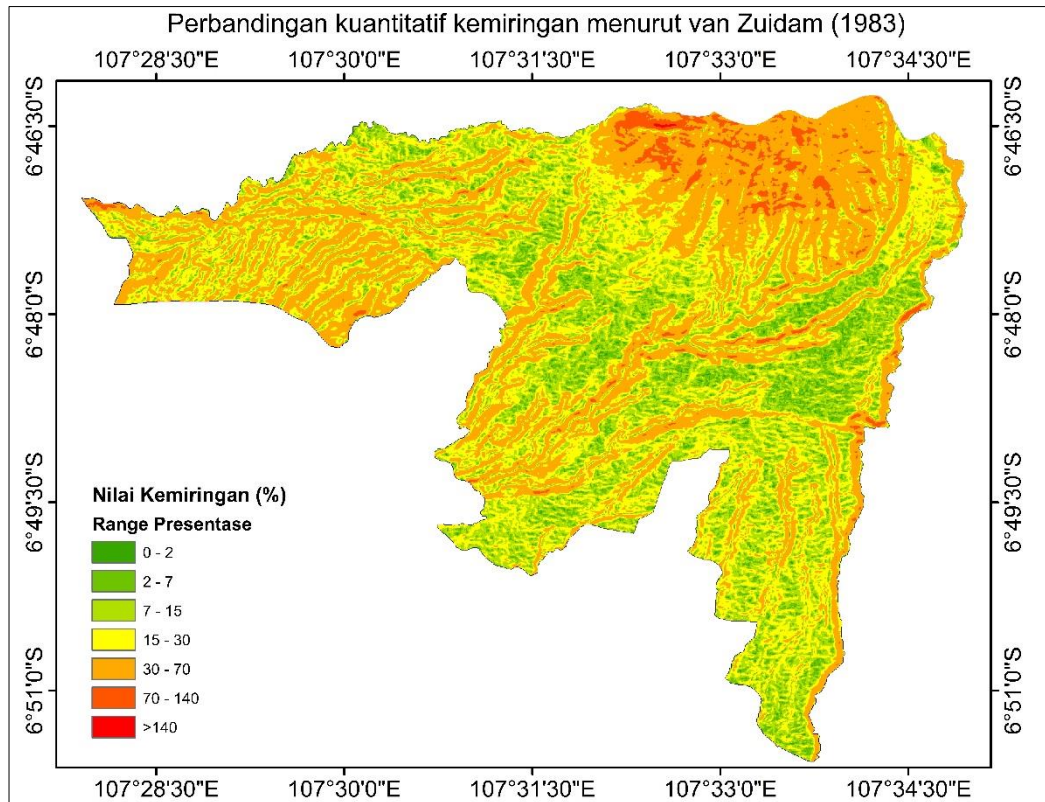 Perbandingan kuantitatif kemiringan menurut van Zuidam (1983)
107°28'30"E 107°30'0"E 107°31'30"E 107°33'0"E 107°34'30"E
6°46'30"S 6°46'30"S
6°48'0"S 6°48'0"S
6°49'30"S 6°49'30"S
6°51'0"S 6°51'0"S
Nilai Kemiringan (%)
Range Presentase
0 - 2
2 - 7
7 - 15
15 - 30
30 - 70
70 - 140
>140
107°28'30"E 107°30'0"E 107°31'30"E 107°33'0"E 107°34'30"E